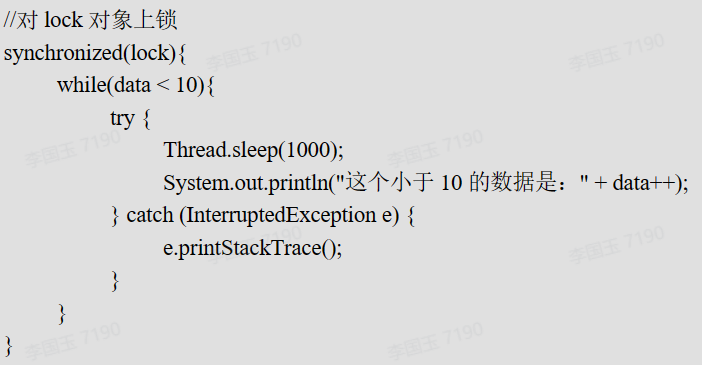 //对 lock 对象上锁
synchronized(lock){
while(data < 10){
try {
Thread.sleep(1000);
System.out.println("这个小于 10 的数据是：" + data++);
} catch (InterruptedException e) {
e.printStackTrace();
}
}
}
李国玉 7190
李国玉 7190
李国玉 7190
李国玉 7190
李国玉 7190
李国玉 7190
李国玉 7190
李国玉 7190